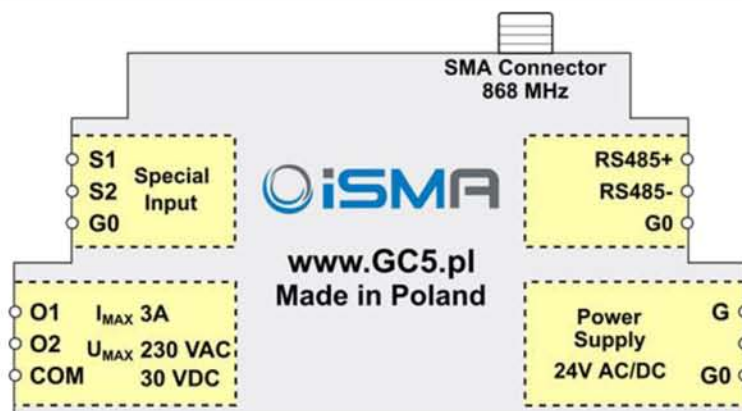 SMA Connector
868 MHz
S1
S2
G0
Special
Input
iSMA
RS485+
RS485-
G0
www.GC5.pl
Made in Poland
O1 IMAX 3A
O2 UMAX 230 VAC
COM 30 VDC
Power
Supply
24V AC/DC
G
G0